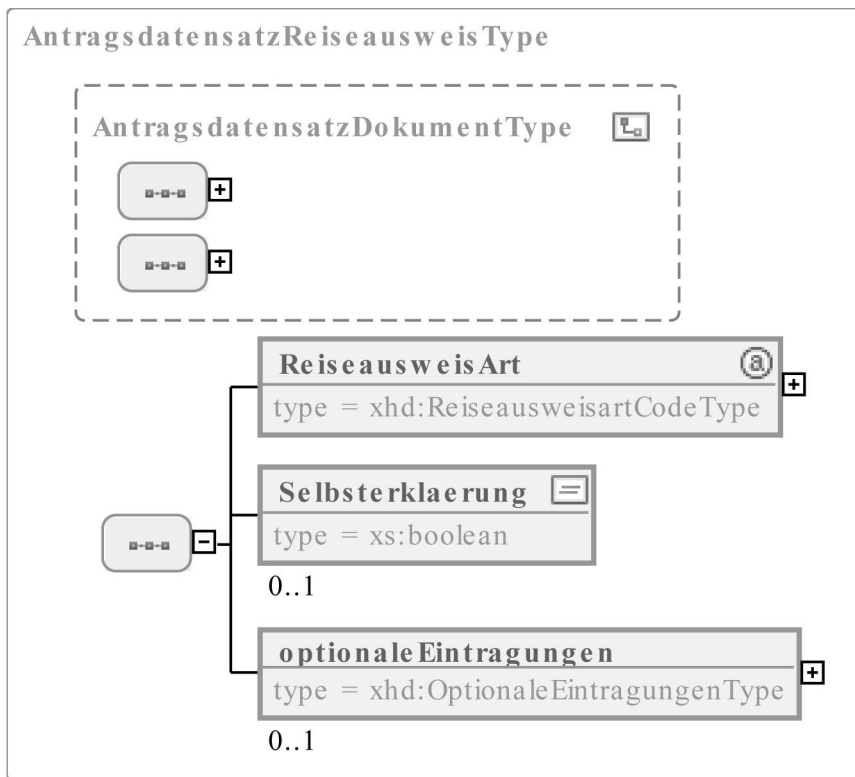 AntragsdatensatzReiseausweisType
AntragsdatensatzDokumentType
ReiseausweisArt
type = xhd:ReiseausweisartCodeType
Selbsterklaerung
type = xs:boolean
0..1
optionaleEintragungen
type = xhd:OptionaleEintragungenType
0..1